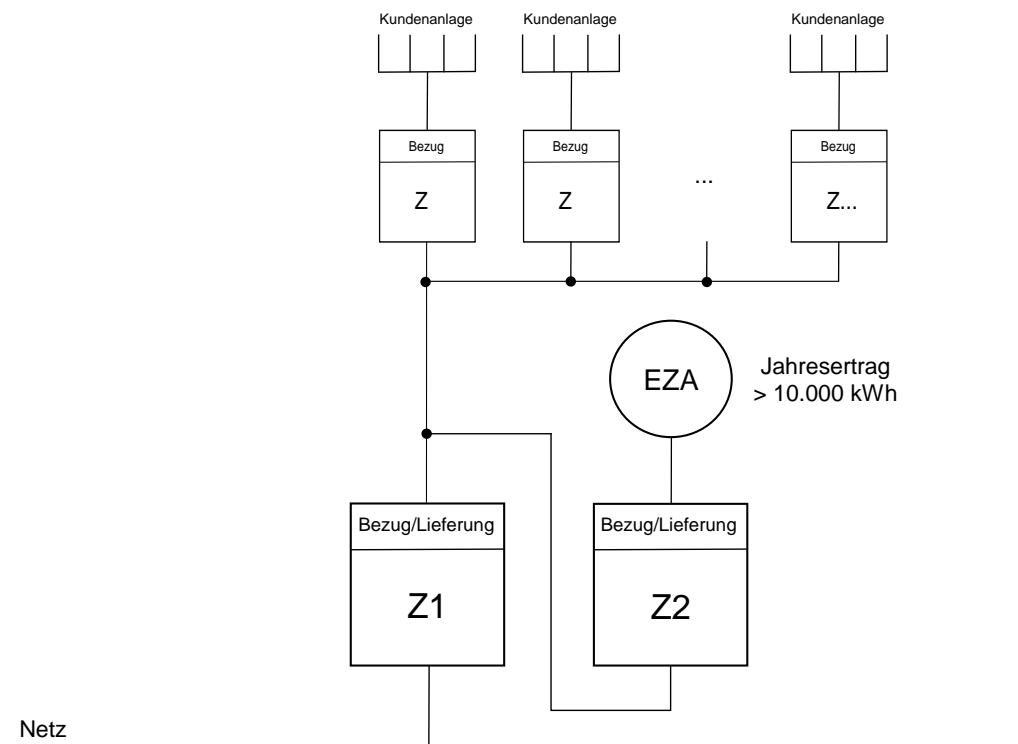 Kundenanlage
Kundenanlage
Kundenanlage
Bezug
Bezug
Bezug
Z
Z
...
Z...
EZA
Jahresertrag
> 10.000 kWh
Bezug/Lieferung
Bezug/Lieferung
Z1
Z2
Netz